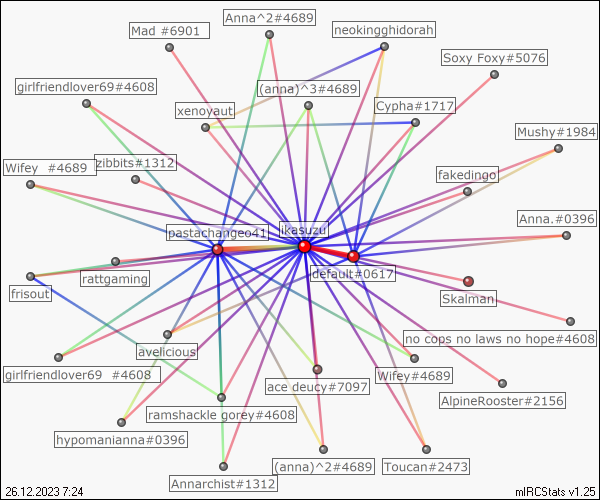 Anna^2#4689
Mad #6901
neokingghidorah
Soxy Foxy#5076
girlfriendlover69#4608
(anna)^3#4689
xenoyaut
Cypha#1717
Mushy#1984
Wifey  #4689
zibbits#1312
fakedingo
Anna.#0396
pastachangeo41
ikasuzu
default#0617
rattgaming
frisout
Skalman
no cops no laws no hope#4608
avelicious
girlfriendlover69  #4608
Wifey#4689
ace deucy#7097
AlpineRooster#2156
ramshackle gorey#4608
hypomanianna#0396
(anna)^2#4689
Toucan#2473
Annarchist#1312
26.12.2023 7:24
mIRCStats v1.25